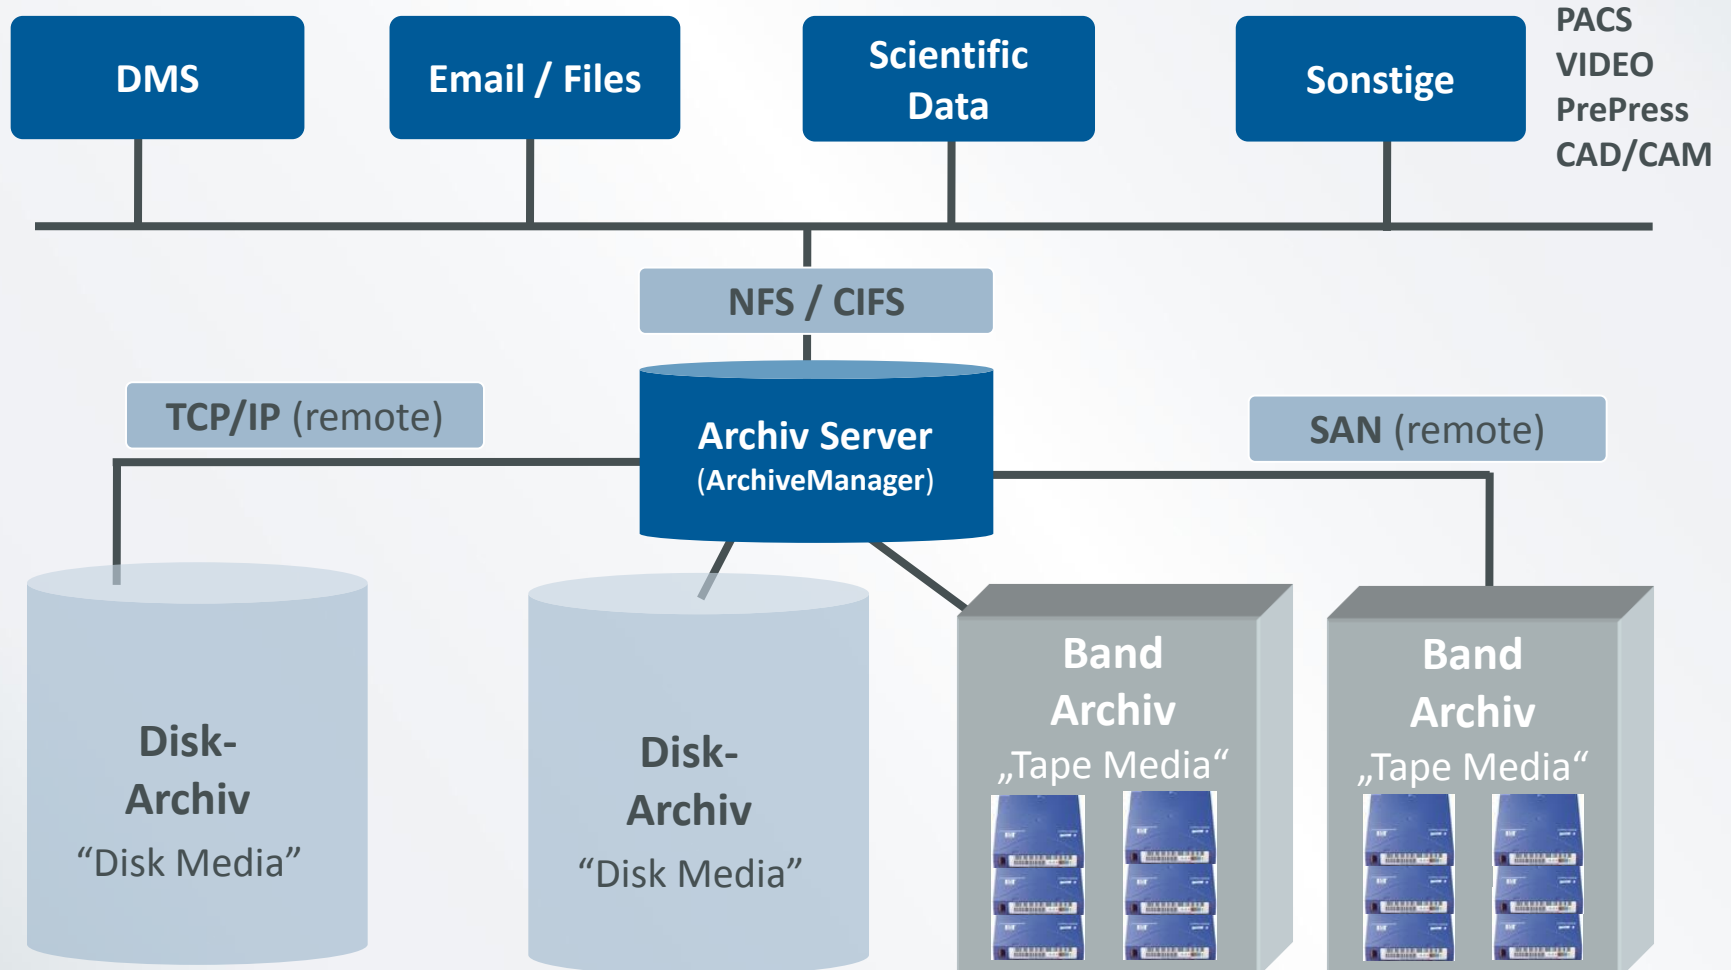 DMS
Email / Files
Scientific
Data
Sonstige
PACS
VIDEO
PrePress
CAD/CAM
NFS / CIFS
TCP/IP (remote)
Archiv Server
(ArchiveManager)
SAN (remote)
Disk-
Archiv
“Disk Media”
Disk-
Archiv
“Disk Media”
Band
Archiv
„Tape Media“
Band
Archiv
„Tape Media“